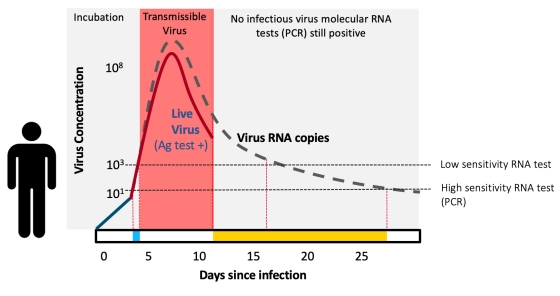 Incubation
Transmissible
Virus
No infectious virus molecular RNA
tests (PCR) still positive
Virus Concentration
10⁸
10³
10¹
Live
Virus
(Ag test +)
Virus RNA copies
Low sensitivity RNA test
High sensitivity RNA test
(PCR)
0 5 10 15 20 25
Days since infection